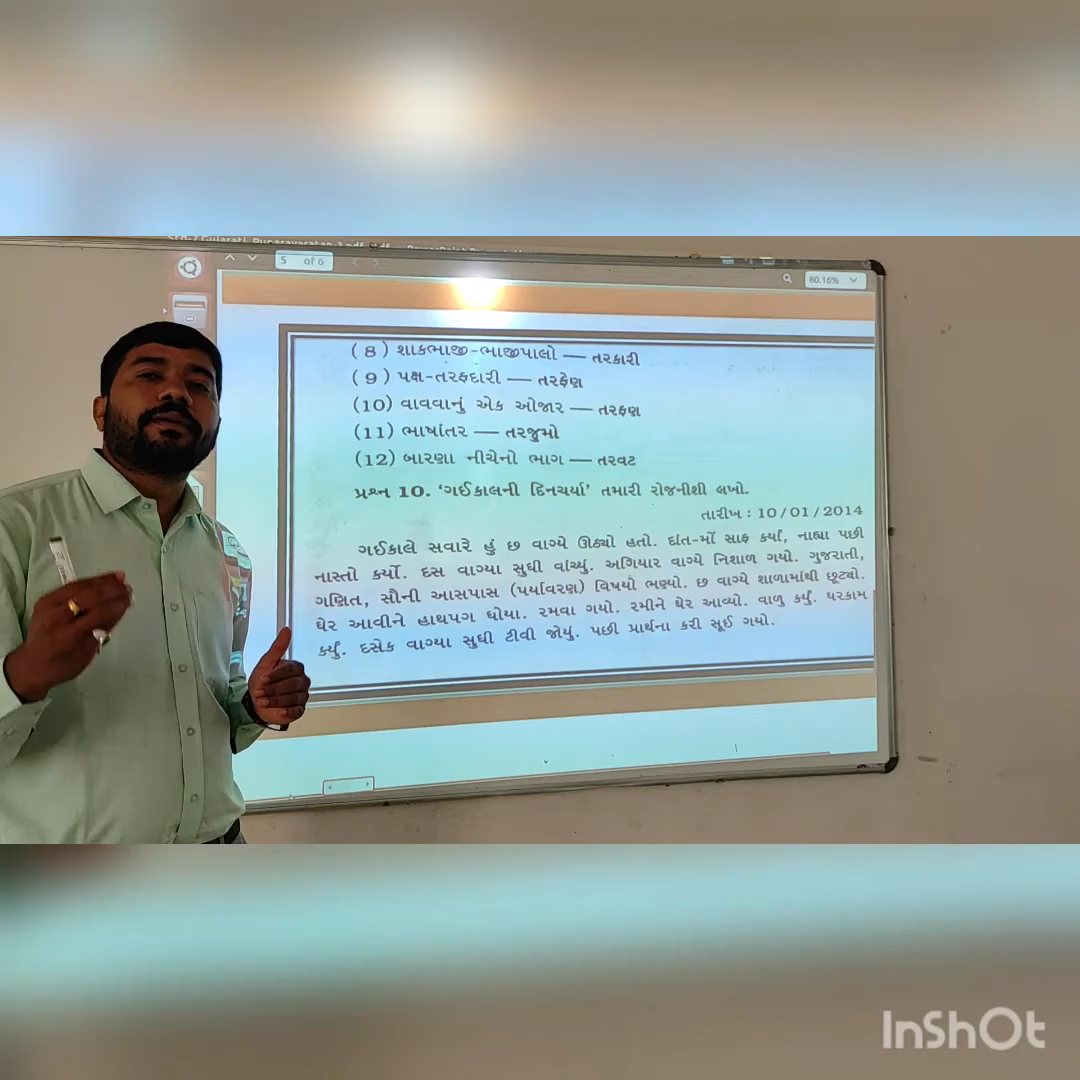 5 of 6
80.16%
( 8 ) શાકભાજી-ભાજીપાલો — તરકારી
( 9 ) પક્ષ-તરફદારી — તરફેણ
(10) વાવવાનું એક ઓજાર — તરફણ
(11) ભાષાંતર — તરજુમો
(12) બારણા નીચેનો ભાગ — તરવટ
પ્રશ્ન 10. ‘ગઈકાલની દિનચર્યા’ તમારી રોજનીશી લખો.
તારીખ : 10/01/2014
ગઈકાલે સવારે હું છ વાગ્યે ઊઠ્યો હતો. દાંત-મોં સાફ કર્યાં, નાહ્યા પછી
નાસ્તો કર્યો. દસ વાગ્યા સુધી વાંચ્યું. અગિયાર વાગ્યે નિશાળ ગયો. ગુજરાતી,
ગણિત, સૌની આસપાસ (પર્યાવરણ) વિષયો ભણ્યો. છ વાગ્યે શાળામાંથી છૂટ્યો.
ઘેર આવીને હાથપગ ધોયા. રમવા ગયો. રમીને ઘેર આવ્યો. વાળુ કર્યું. ઘરકામ
કર્યું. દસેક વાગ્યા સુધી ટીવી જોયું. પછી પ્રાર્થના કરી સૂઈ ગયો.
InShOt